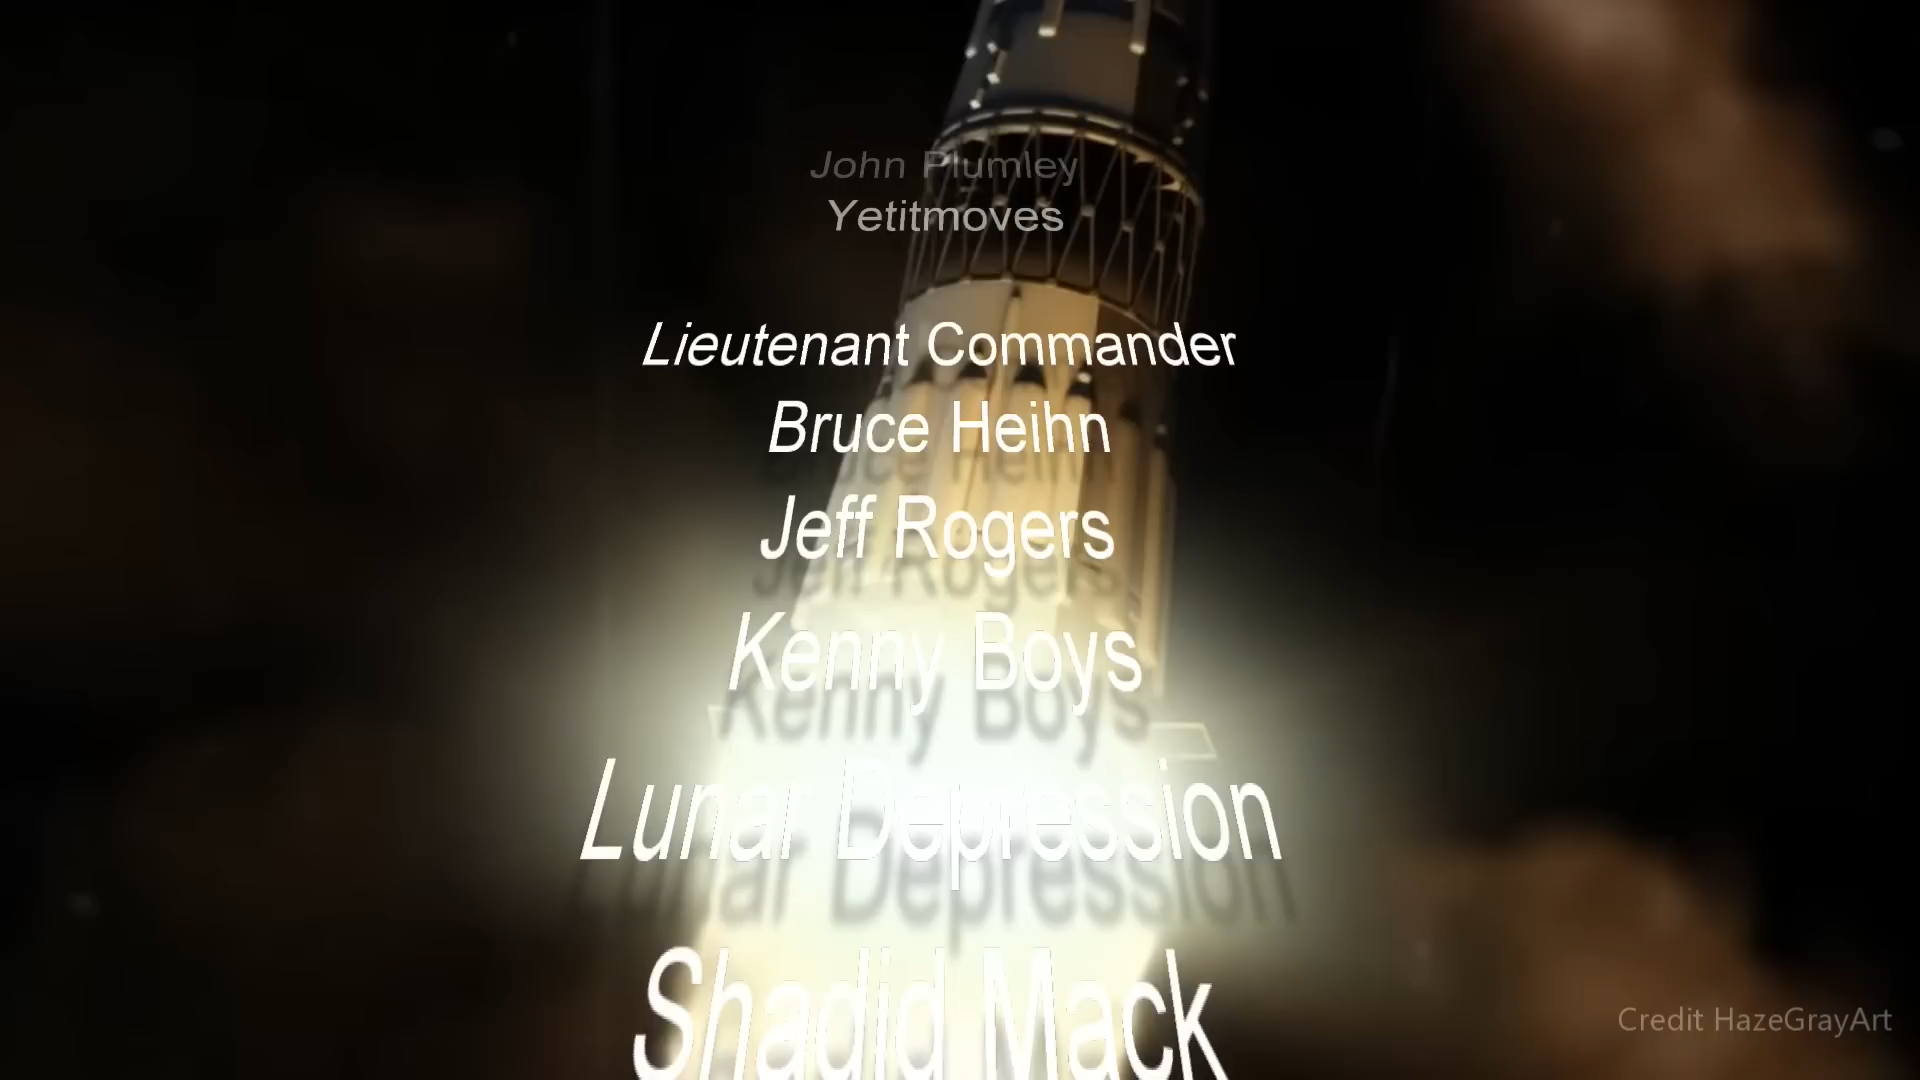 John Plumley
Yetitmoves
Lieutenant Commander
Bruce Heihn
Jeff Rogers
Kenny Boys
Lunar Depression
Shadid Mack
Credit HazeGrayArt